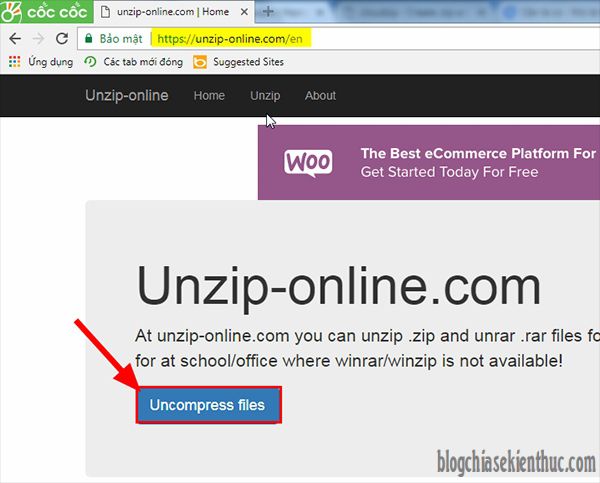 cốc cốc
unzip-online.com | Home
Bảo mật
https://unzip-online.com/en
Ứng dụng
Các tab mới đóng
Suggested Sites
Unzip-online
Home
Unzip
About
WOO
The Best eCommerce Platform For
Get Started Today For Free
Unzip-online.com
At unzip-online.com you can unzip .zip and unrar .rar files fo
for at school/office where winrar/winzip is not available!
Uncompress files
blogchiasekienthuc.com